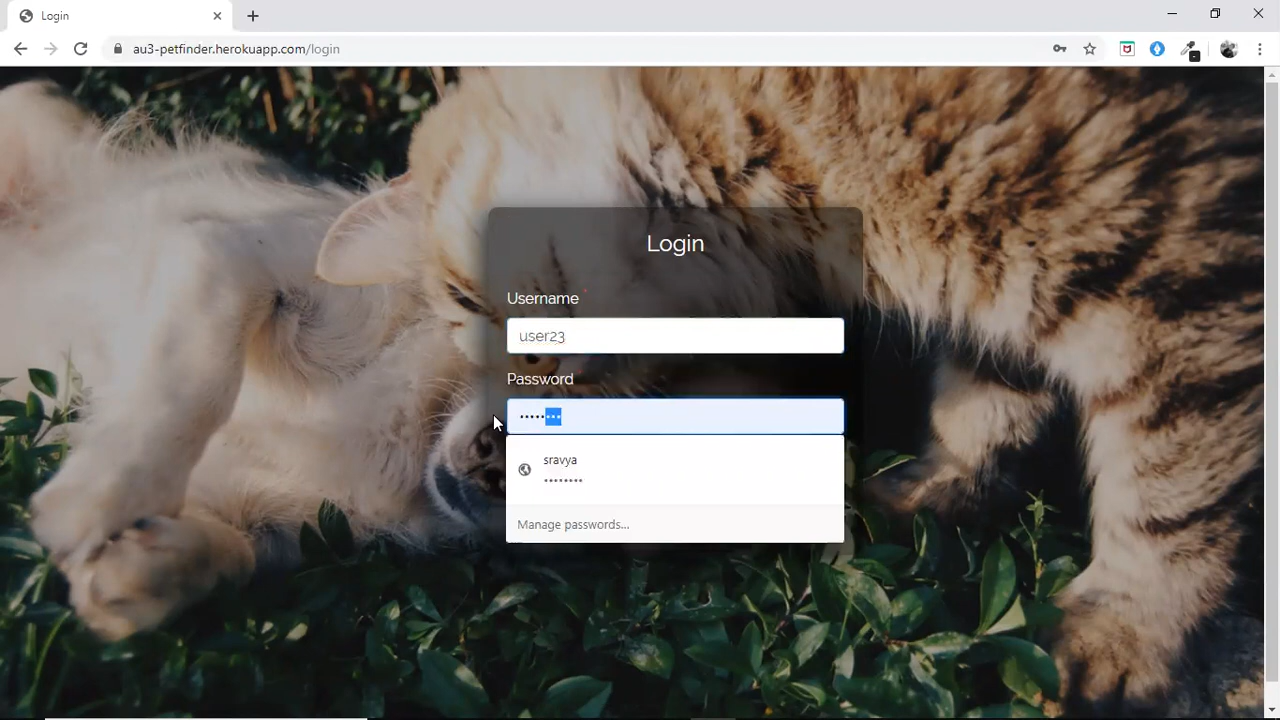 Login
au3-petfinder.herokuapp.com/login
Login
Username *
user23
Password
••••••••
sravya
••••••••
Manage passwords...